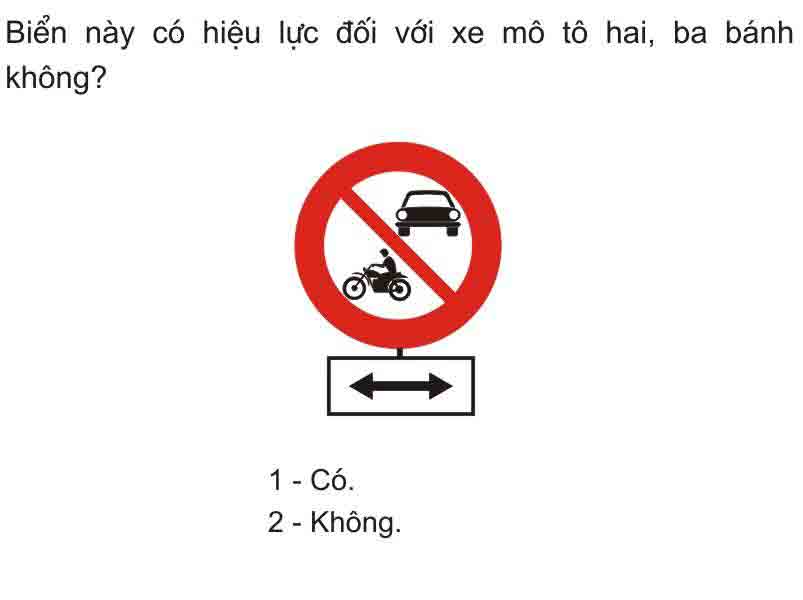 Biển này có hiệu lực đối với xe mô tô hai, ba bánh
không?
1 - Có.
2 - Không.